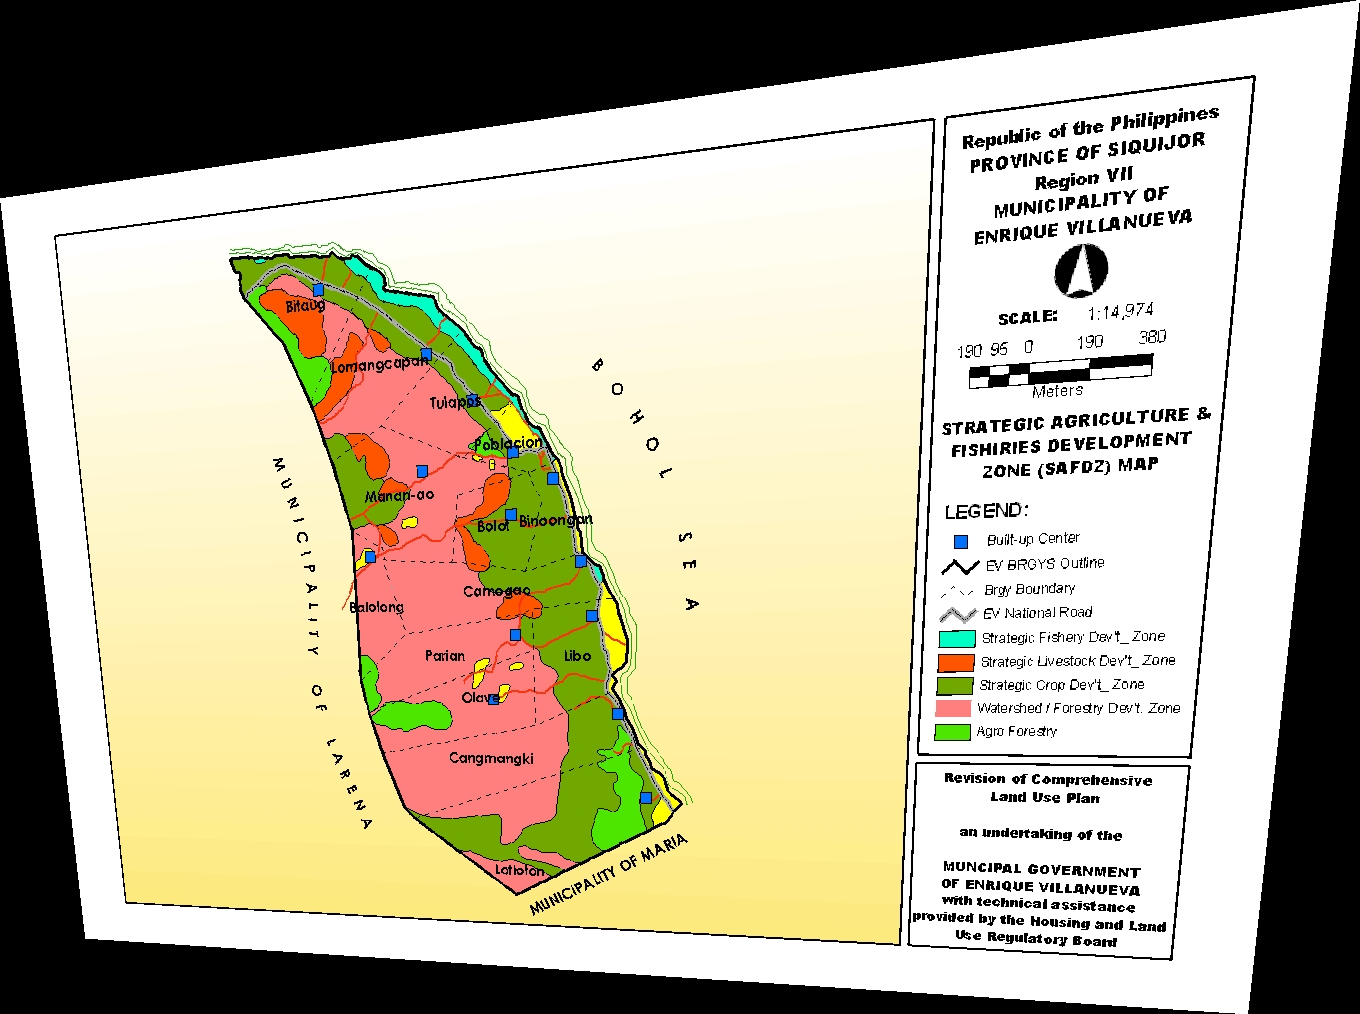 Republic of the Philippines
PROVINCE OF SIQUIJOR
Region VII
MUNICIPALITY OF
ENRIQUE VILLANUEVA
SCALE: 1:14,974
190 95 0 190 380
Meters
STRATEGIC AGRICULTURE &
FISHIRIES DEVELOPMENT
ZONE (SAFDZ) MAP
LEGEND:
Built-up Center
EV BRGYS Outline
Brgy Boundary
EV National Road
Strategic Fishery Dev't_ Zone
Strategic Livestock Dev't_ Zone
Strategic Crop Dev't_ Zone
Watershed / Forestry Dev't. Zone
Agro Forestry
Revision of Comprehensive
Land Use Plan
an undertaking of the
MUNCIPAL GOVERNMENT
OF ENRIQUE VILLANUEVA
with technical assistance
provided by the Housing and Land
Use Regulatory Board
Bitaug
Lomangcapan
Tulapos
Poblacion
Manan-ao
Bolot
Binoongan
Camogao
Balolong
Parian
Libo
Olave
Cangmangki
Lotloton
BOHOL SEA
MUNICIPALITY OF LARENA
MUNICIPALITY OF MARIA